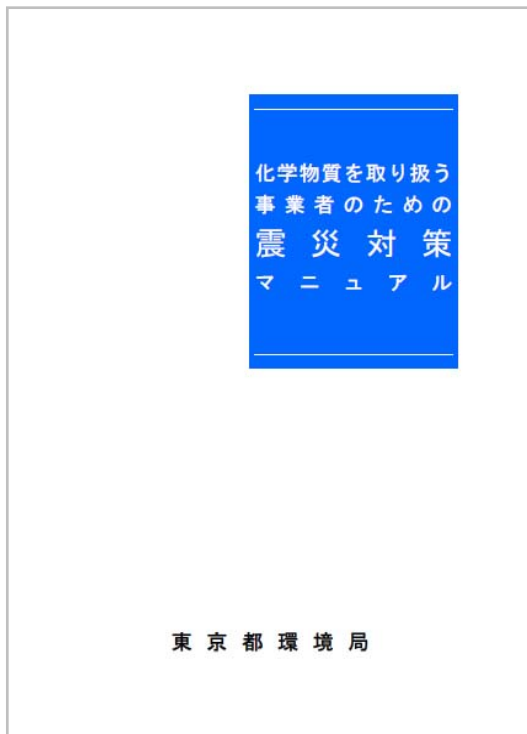 化学物質を取り扱う
事業者のための
震災対策
マニュアル
東京都環境局